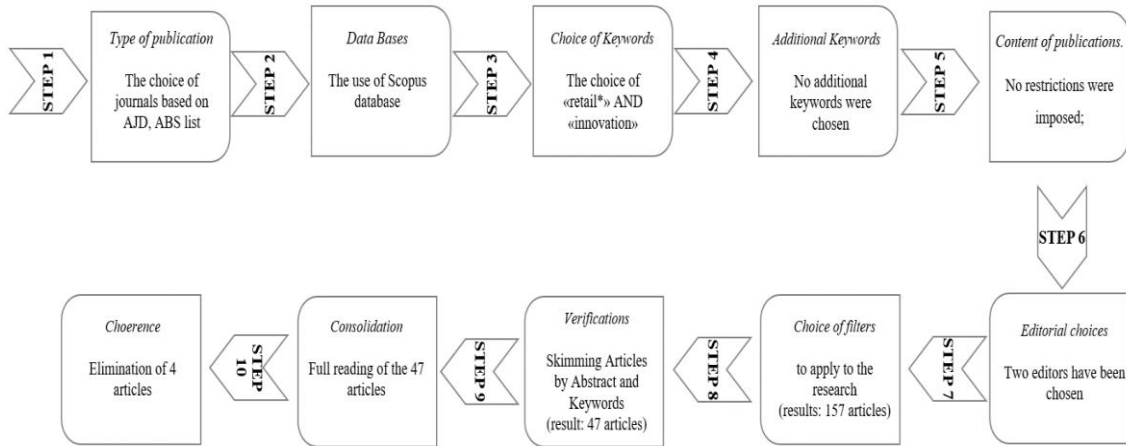 STEP 1
Type of publication
The choice of
journals based on
AJD, ABS list
STEP 2
Data Bases
The use of Scopus
database
STEP 3
Choice of Keywords
The choice of
«retail*» AND
«innovation»
STEP 4
Additional Keywords
No additional
keywords were
chosen
STEP 5
Content of publications.
No restrictions were
imposed;
STEP 6
Editorial choices
Two editors have been
chosen
STEP 7
Choice of filters
to apply to the
research
(results: 157 articles)
STEP 8
Verifications
Skimming Articles
by Abstract and
Keywords
(result: 47 articles)
STEP 9
Consolidation
Full reading of the 47
articles
STEP
10
Choerence
Elimination of 4
articles